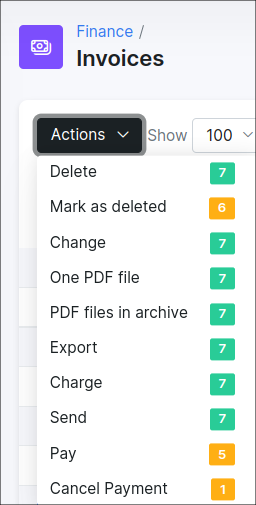 Finance /
Invoices
Actions Show 100
Delete 7
Mark as deleted 6
Change 7
One PDF file 7
PDF files in archive 7
Export 7
Charge 7
Send 7
Pay 5
Cancel Payment 1